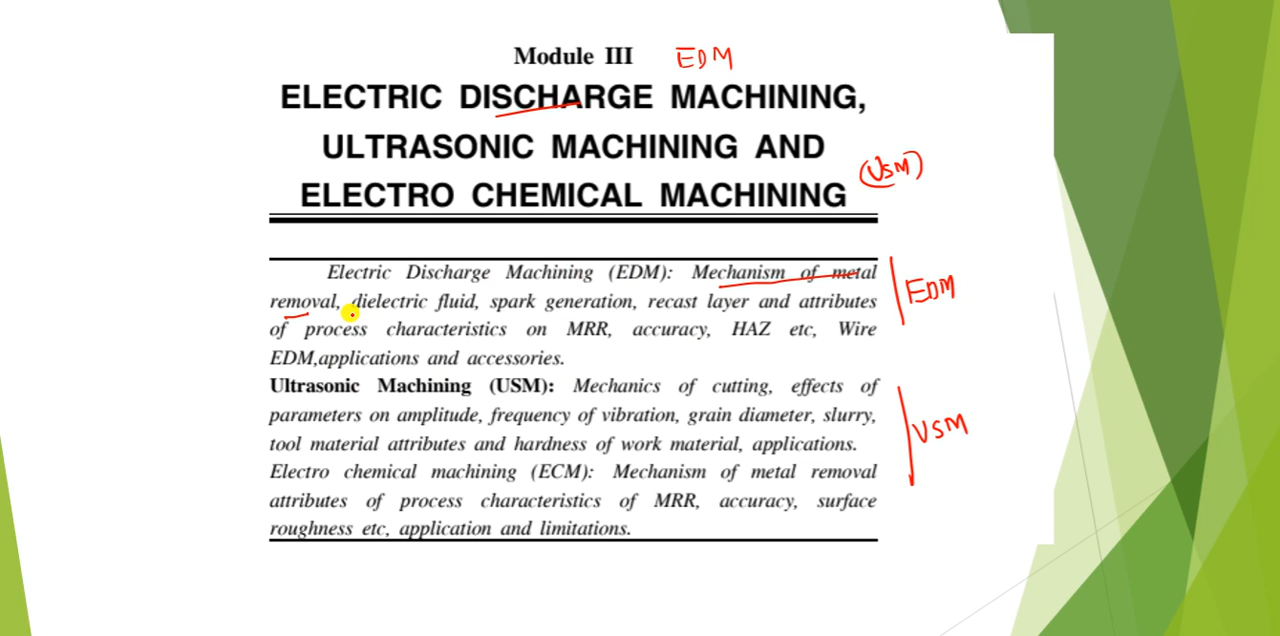 Module III EDM
ELECTRIC DISCHARGE MACHINING,
ULTRASONIC MACHINING AND
(USM)
ELECTRO CHEMICAL MACHINING
Electric Discharge Machining (EDM): Mechanism of metal
removal, dielectric fluid, spark generation, recast layer and attributes
EDM
of process characteristics on MRR, accuracy, HAZ etc, Wire
EDM,applications and accessories.
Ultrasonic Machining (USM): Mechanics of cutting, effects of
parameters on amplitude, frequency of vibration, grain diameter, slurry,
USM
tool material attributes and hardness of work material, applications.
Electro chemical machining (ECM): Mechanism of metal removal
attributes of process characteristics of MRR, accuracy, surface
roughness etc, application and limitations.